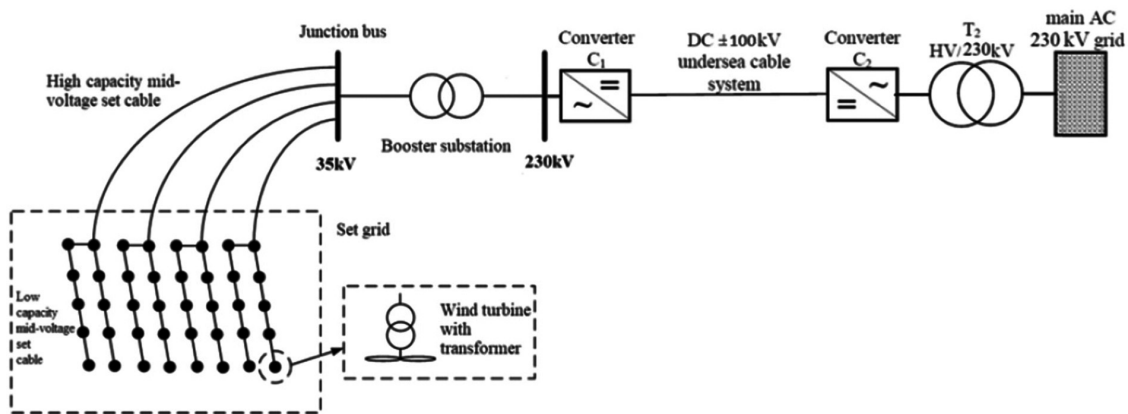 Junction bus
High capacity mid-
voltage set cable
35kV
Booster substation
230kV
Converter
C₁
DC ±100kV
undersea cable
system
Converter
C₂
T₂
HV/230kV
main AC
230 kV grid
Set grid
Low
capacity
mid-voltage
set
cable
Wind turbine
with
transformer